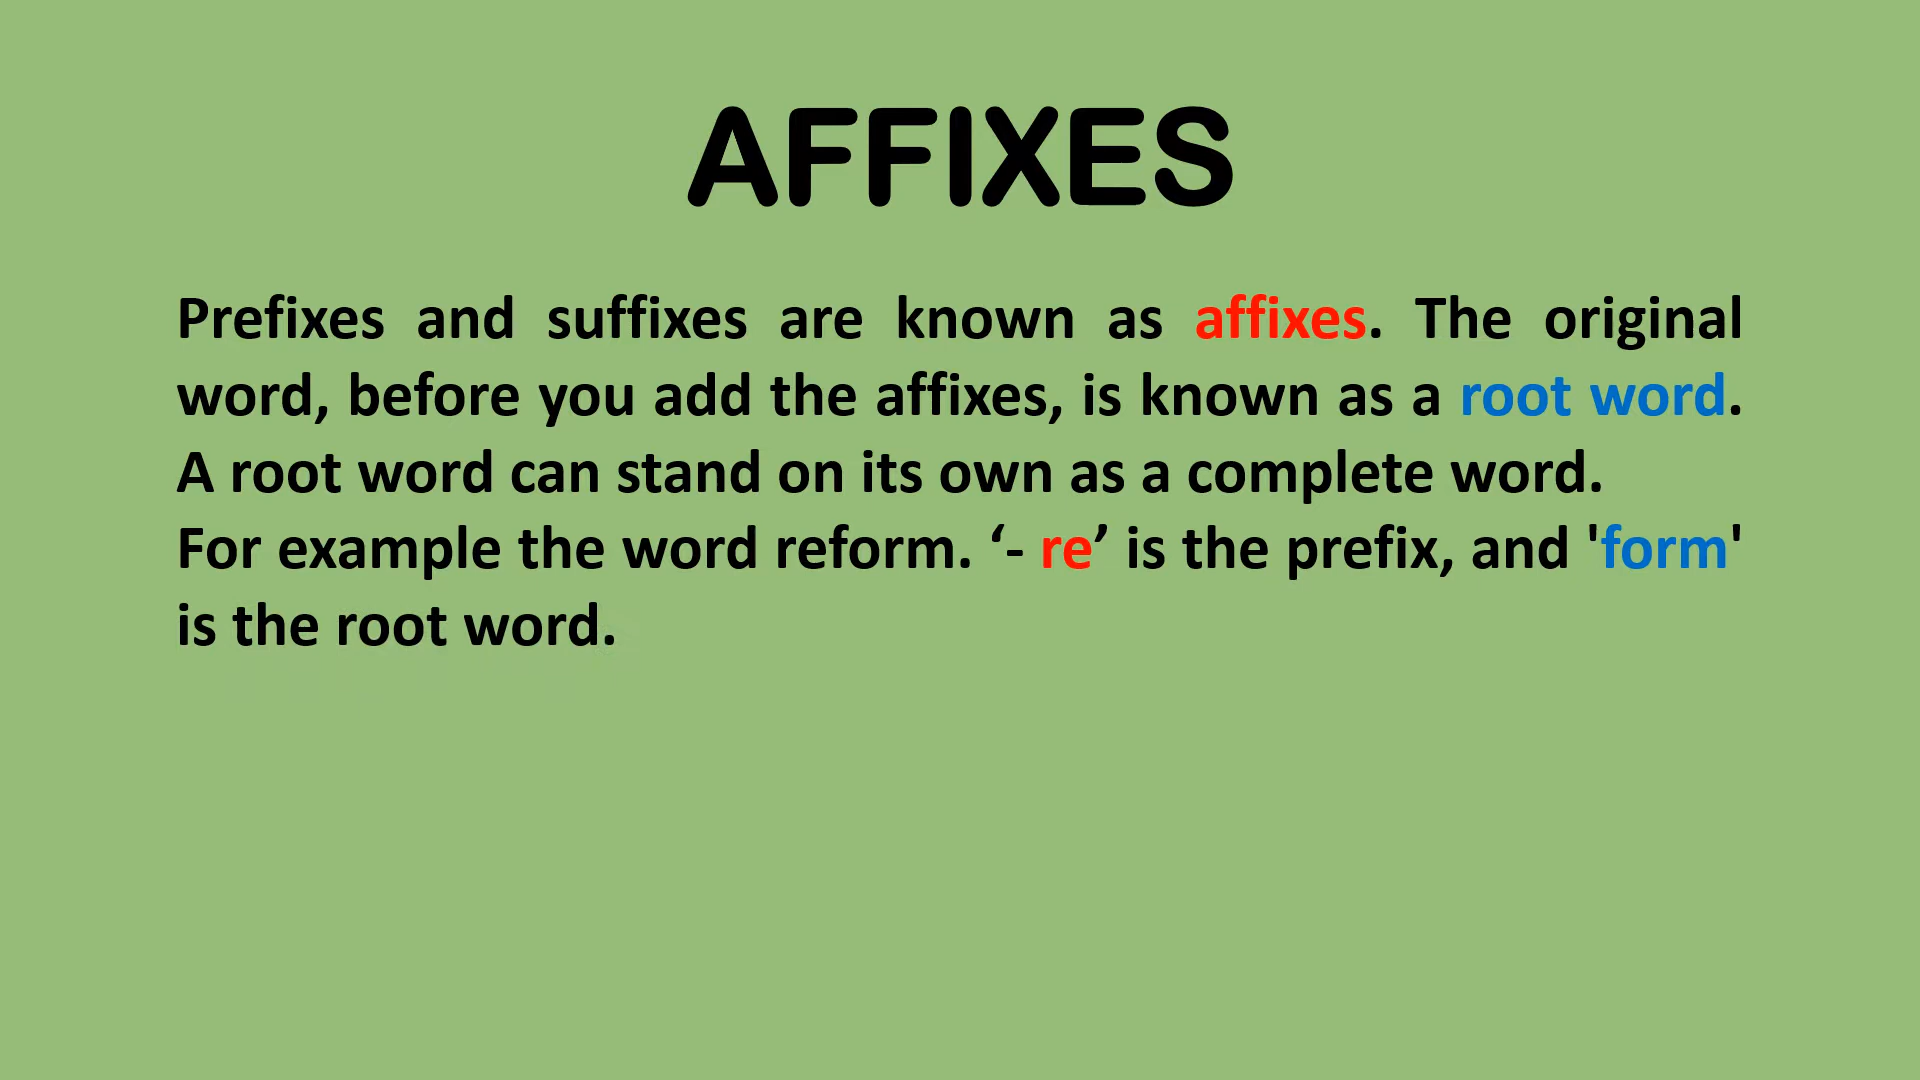 AFFIXES
Prefixes and suffixes are known as affixes. The original
word, before you add the affixes, is known as a root word.
A root word can stand on its own as a complete word.
For example the word reform. ‘- re’ is the prefix, and 'form'
is the root word.